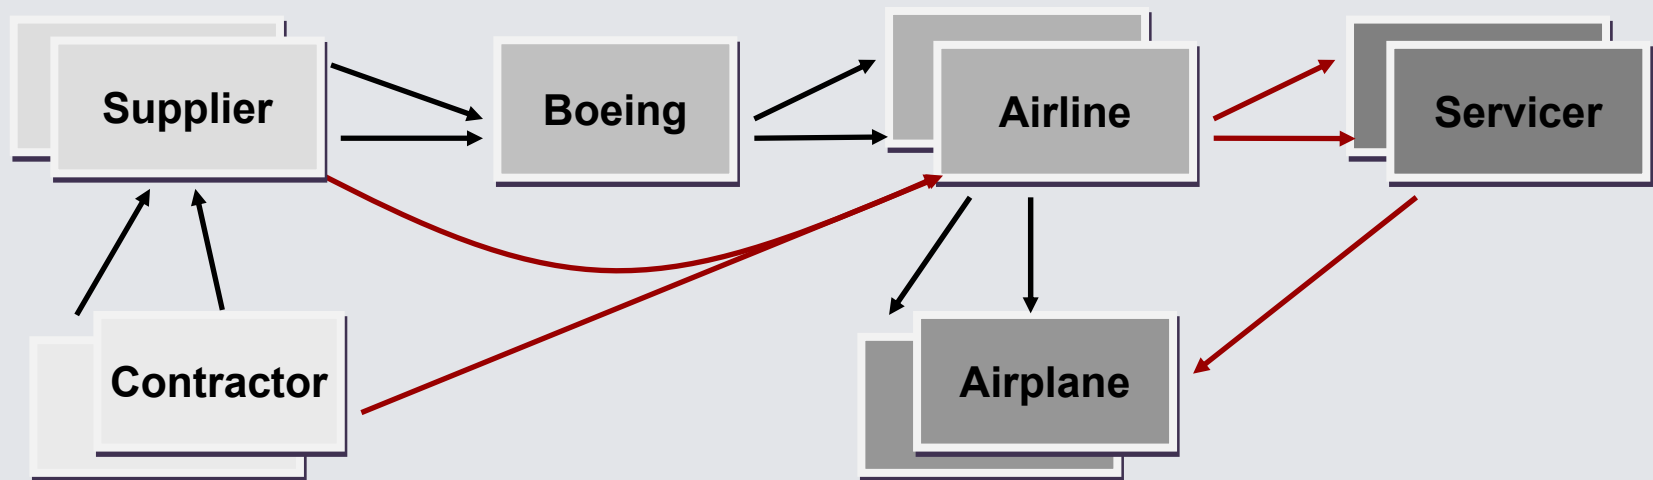 Supplier
Boeing
Airline
Servicer
Contractor
Airplane